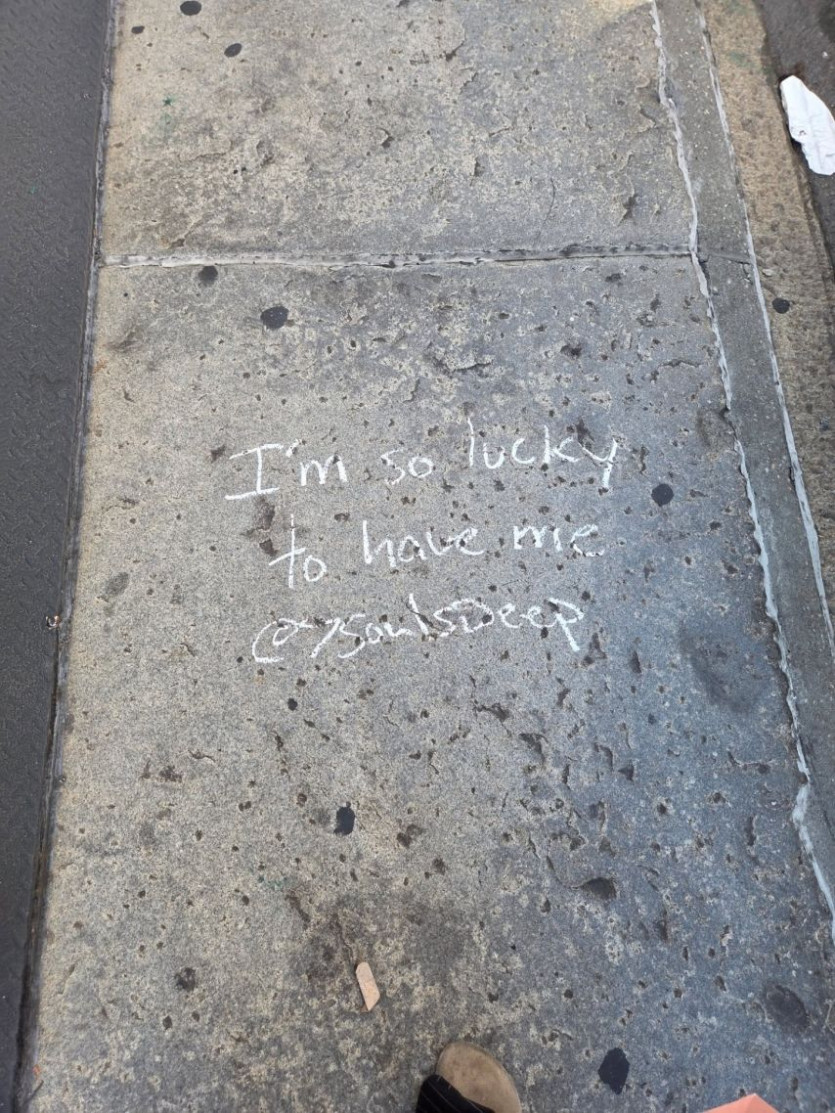 I'm so lucky
to have me
@7soulsDeep